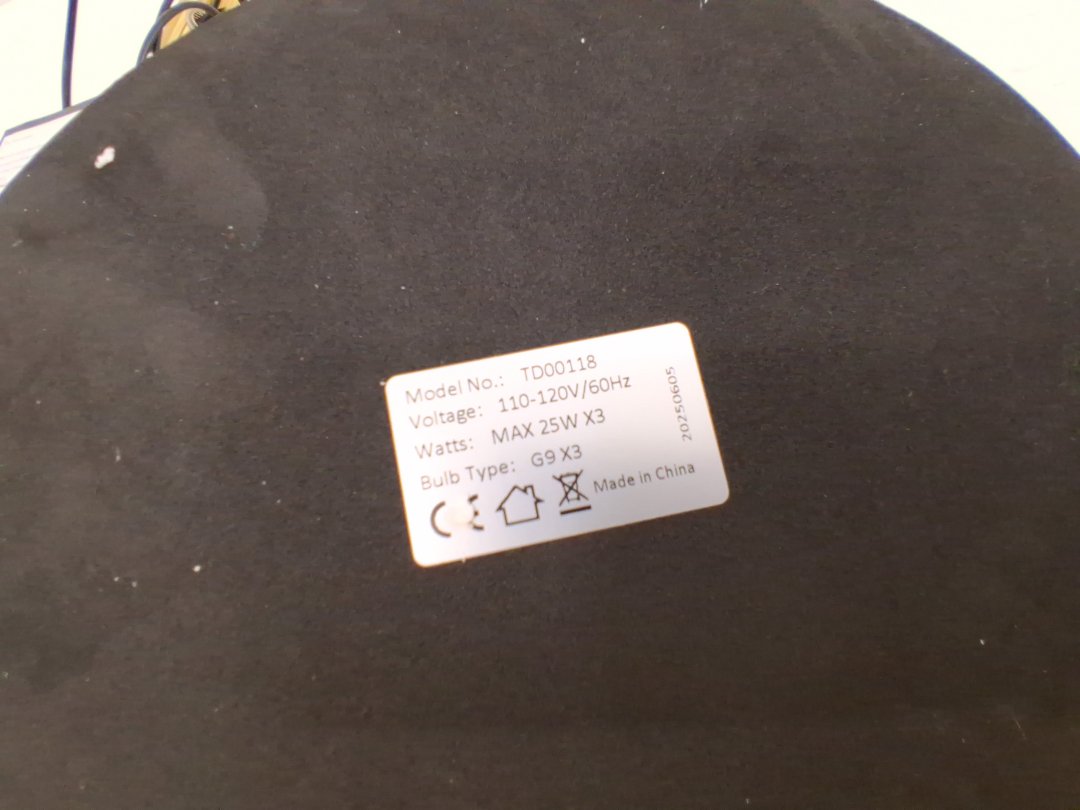 Model No.: TD00118
Voltage: 110-120V/60Hz
Watts: MAX 25W X3
Bulb Type: G9 X3
CE
Made in China
20250605